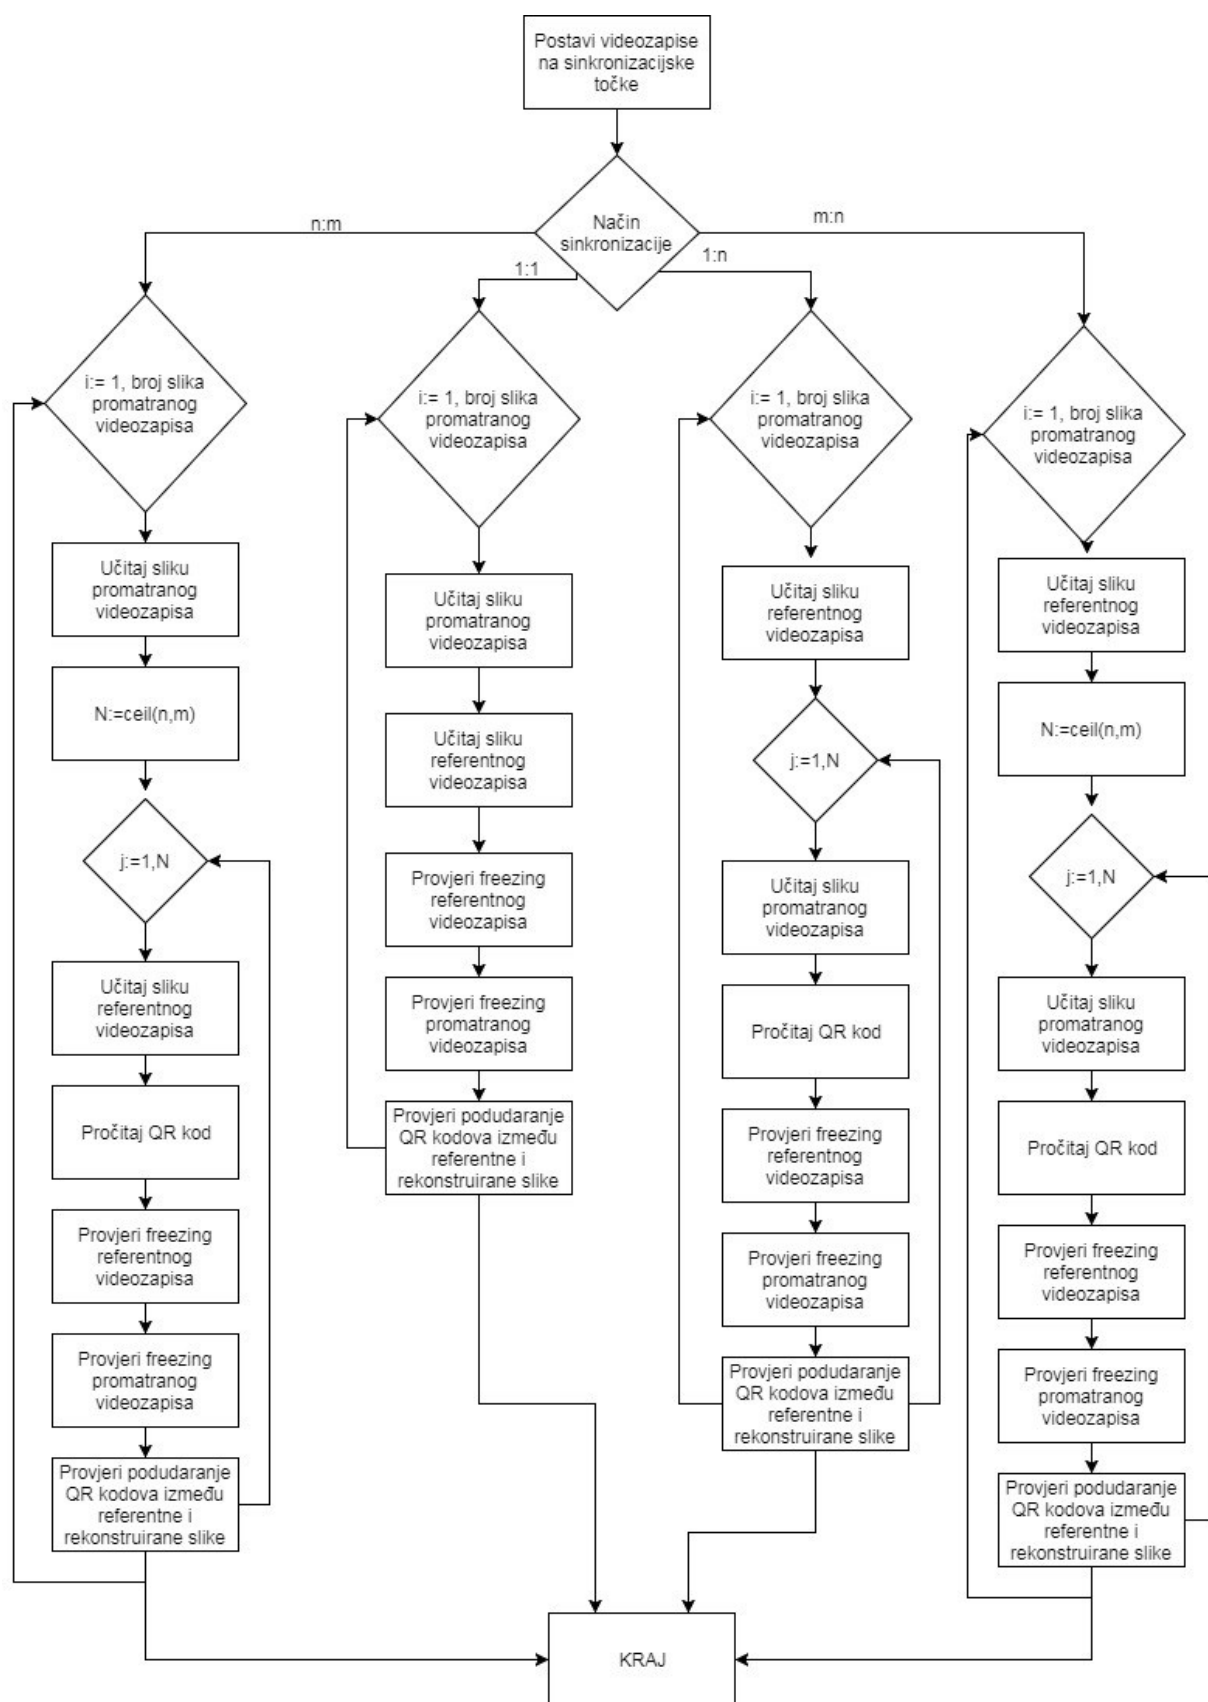 Postavi videozapise
na sinkronizacijske
točke
Način
sinkronizacije
n:m
1:1
1:n
m:n
i:= 1, broj slika
promatranog
videozapisa
Učitaj sliku
promatranog
videozapisa
N:=ceil(n,m)
j:=1,N
Učitaj sliku
referentnog
videozapisa
Pročitaj QR kod
Provjeri freezing
referentnog
videozapisa
Provjeri freezing
promatranog
videozapisa
Provjeri podudaranje
QR kodova između
referentne i
rekonstruirane slike
i:= 1, broj slika
promatranog
videozapisa
Učitaj sliku
promatranog
videozapisa
Učitaj sliku
referentnog
videozapisa
Provjeri freezing
referentnog
videozapisa
Provjeri freezing
promatranog
videozapisa
Provjeri podudaranje
QR kodova između
referentne i
rekonstruirane slike
i:= 1, broj slika
promatranog
videozapisa
Učitaj sliku
referentnog
videozapisa
j:=1,N
Učitaj sliku
promatranog
videozapisa
Pročitaj QR kod
Provjeri freezing
referentnog
videozapisa
Provjeri freezing
promatranog
videozapisa
Provjeri podudaranje
QR kodova između
referentne i
rekonstruirane slike
i:= 1, broj slika
promatranog
videozapisa
Učitaj sliku
referentnog
videozapisa
N:=ceil(n,m)
j:=1,N
Učitaj sliku
promatranog
videozapisa
Pročitaj QR kod
Provjeri freezing
referentnog
videozapisa
Provjeri freezing
promatranog
videozapisa
Provjeri podudaranje
QR kodova između
referentne i
rekonstruirane slike
KRAJ